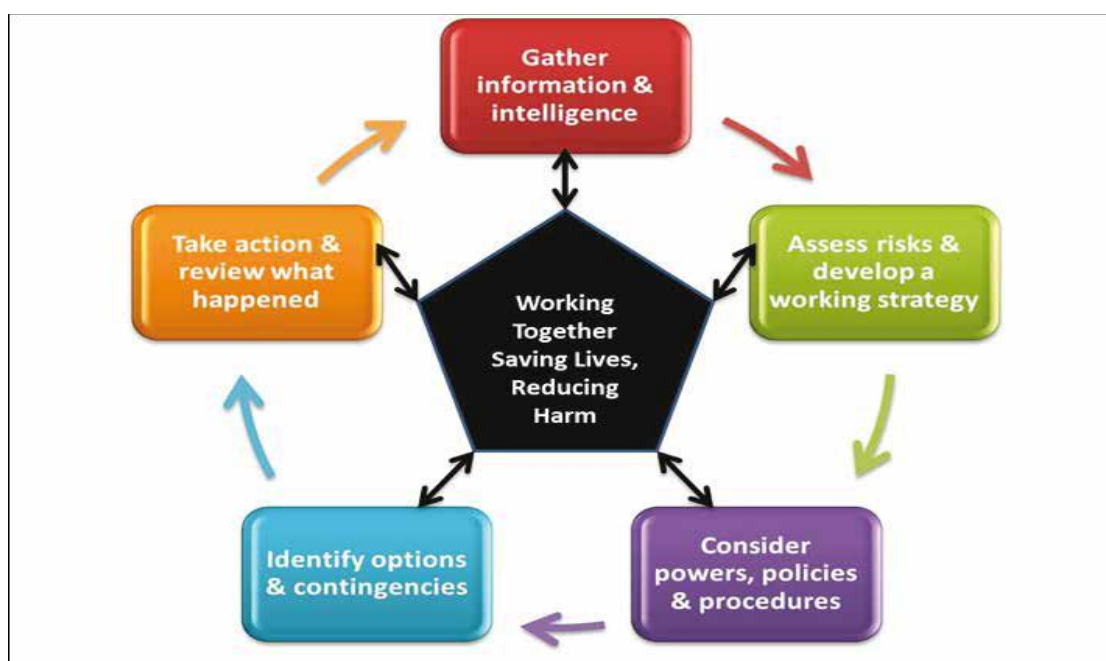 Gather
information &
intelligence
Assess risks &
develop a
working strategy
Consider
powers, policies
& procedures
Identify options
& contingencies
Take action &
review what
happened
Working
Together
Saving Lives,
Reducing
Harm